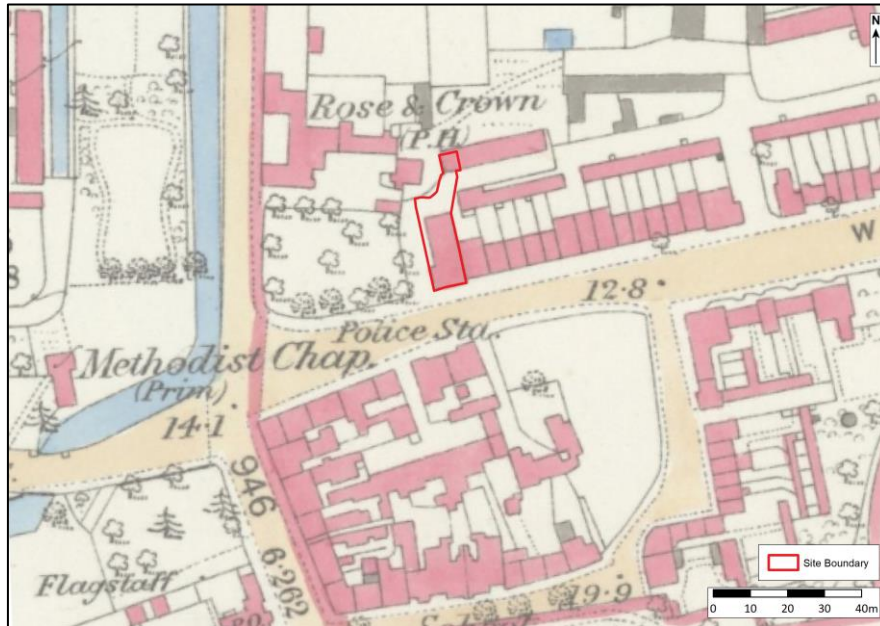 N
Rose & Crown
(P.H)
W
12·8
Police Sta.
Methodist Chap.
(Prim)
14·1
946
6·262
Flagstaff
19·9
Site Boundary
0 10 20 30 40m